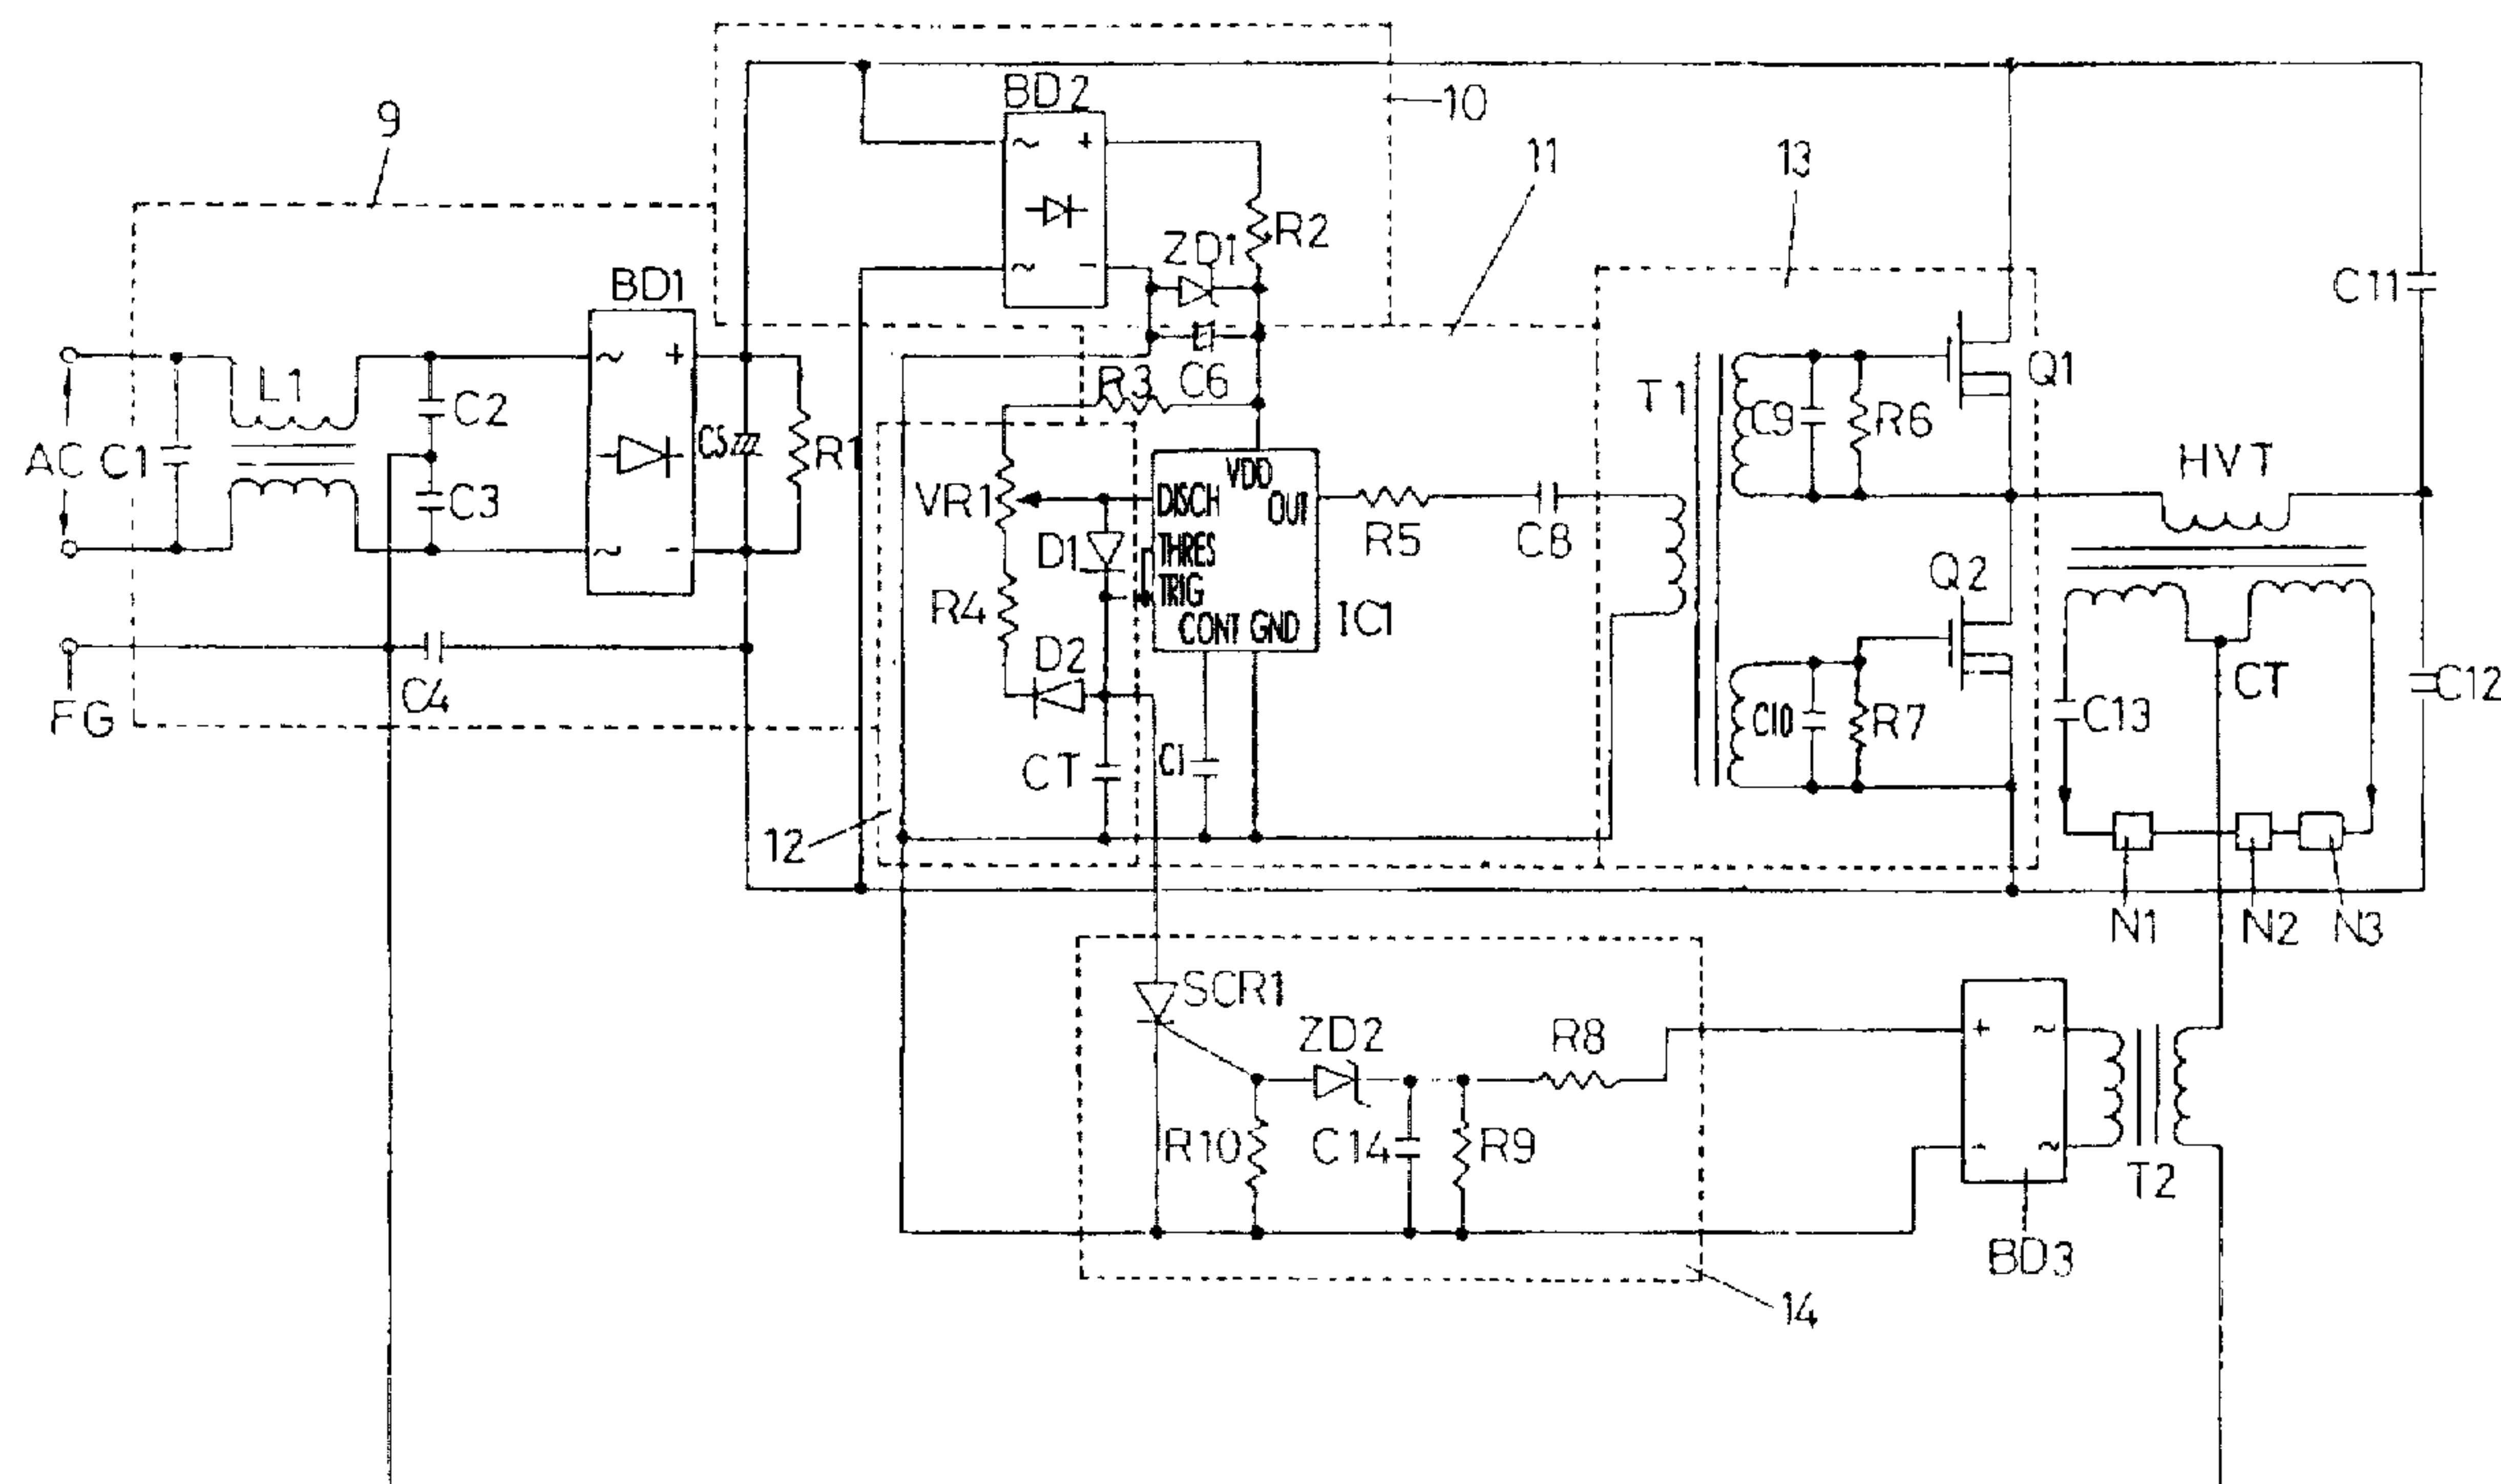 BD2
10
9
11
13
R2
ZD1
BD1
C11
~
+
~
-
~
+
~
-
L1
C2
R3
C6
T1
C9
R6
Q1
AC
C1
C5
R1
HVT
C3
VR1
DISCH
VDD
OUT
R5
C8
D1
THRES
TRIG
Q2
R4
CONT
GND
IC1
D2
FG
C4
C10
R7
C13
CT
C12
CT
C1
12
N1
N2
N3
SCR1
ZD2
R8
+
~
-
~
R10
C14
R9
T2
BD3
14